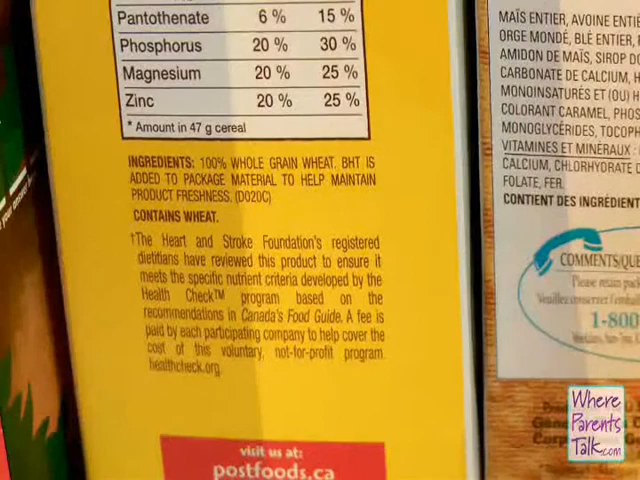 Pantothenate 6 % 15 %
Phosphorus 20 % 30 %
Magnesium 20 % 25 %
Zinc 20 % 25 %
* Amount in 47 g cereal
INGREDIENTS: 100% WHOLE GRAIN WHEAT. BHT IS
ADDED TO PACKAGE MATERIAL TO HELP MAINTAIN
PRODUCT FRESHNESS. (D020C)
CONTAINS WHEAT.
†The Heart and Stroke Foundation's registered
dietitians have reviewed this product to ensure it
meets the specific nutrient criteria developed by the
Health Check™ program based on the
recommendations in Canada's Food Guide. A fee is
paid by each participating company to help cover the
cost of this voluntary, not-for-profit program.
healthcheck.org.
visit us at:
postfoods.ca
MAÏS ENTIER, AVOINE ENTIÈ
ORGE MONDÉ, BLÉ ENTIER,
AMIDON DE MAÏS, SIROP DO
CARBONATE DE CALCIUM, H
MONOINSATURÉS ET (OU) H
COLORANT CARAMEL, PHOS
MONOGLYCÉRIDES, TOCOPH
VITAMINES ET MINÉRAUX :
CALCIUM, CHLORHYDRATE D
FOLATE, FER.
CONTIENT DES INGRÉDIENT
COMMENTS/QUE
Please retain pack
Veuillez conserver l'emb
1-800
Where
Parents
Talk.com